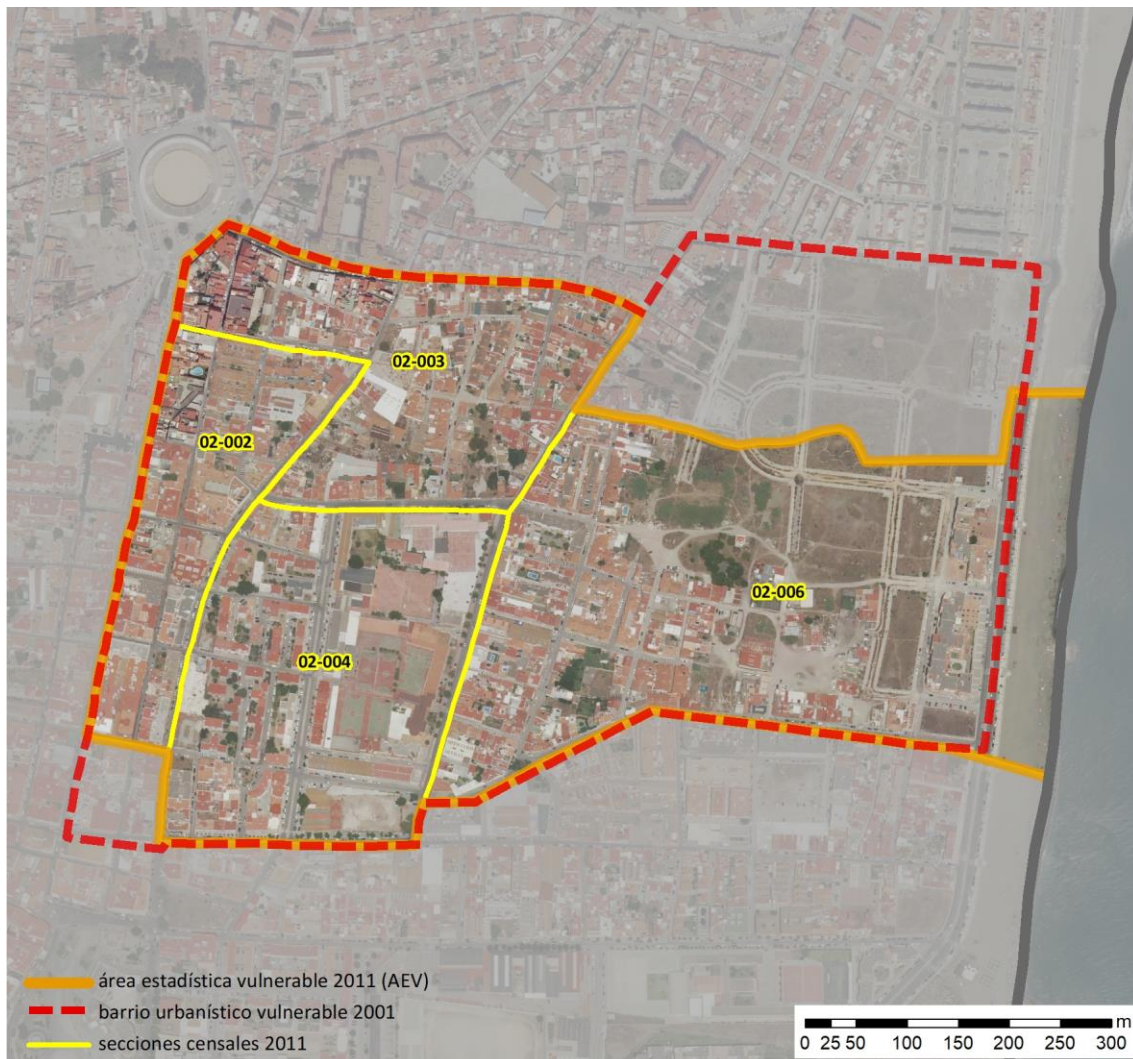 02-003
02-002
02-006
02-004
área estadística vulnerable 2011 (AEV)
barrio urbanístico vulnerable 2001
secciones censales 2011
m
0 25 50 100 150 200 250 300